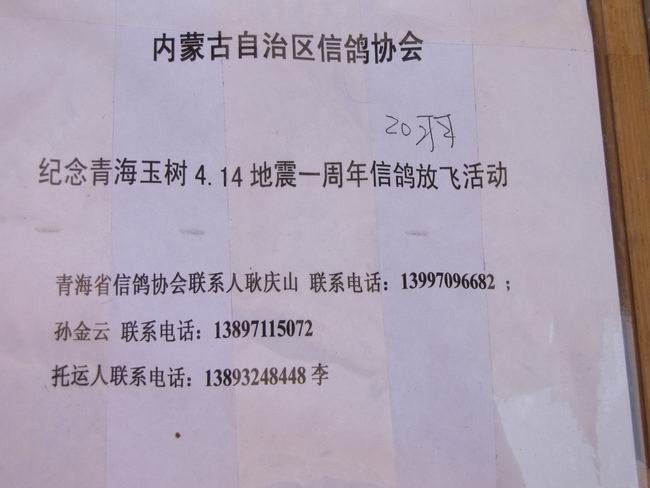 内蒙古自治区信鸽协会
20羽
纪念青海玉树4.14地震一周年信鸽放飞活动
青海省信鸽协会联系人耿庆山 联系电话：13997096682；
孙金云 联系电话：13897115072
托运人联系电话：13893248448 李